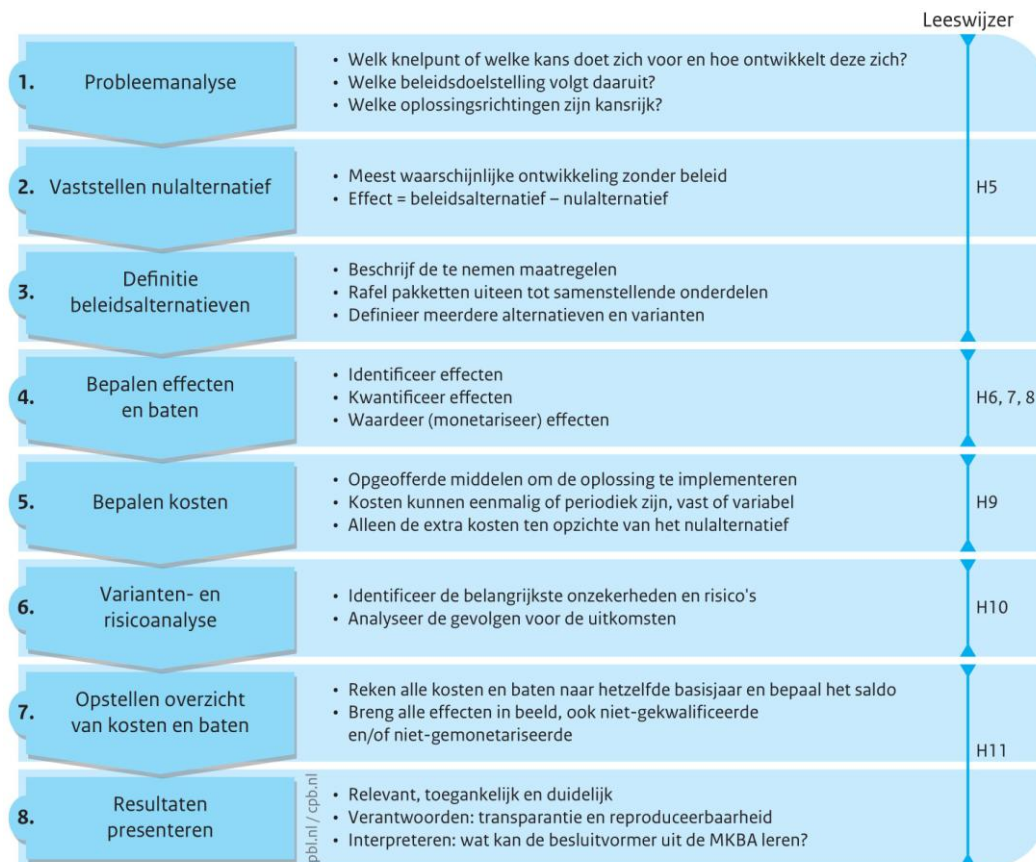 Leeswijzer
1.
Probleemanalyse
• Welk knelpunt of welke kans doet zich voor en hoe ontwikkelt deze zich?
• Welke beleidsdoelstelling volgt daaruit?
• Welke oplossingsrichtingen zijn kansrijk?
2.
Vaststellen nulalternatief
• Meest waarschijnlijke ontwikkeling zonder beleid
• Effect = beleidsalternatief – nulalternatief
H5
3.
Definitie
beleidsalternatieven
• Beschrijf de te nemen maatregelen
• Rafel pakketten uiteen tot samenstellende onderdelen
• Definieer meerdere alternatieven en varianten
4.
Bepalen effecten
en baten
• Identificeer effecten
• Kwantificeer effecten
• Waardeer (monetariseer) effecten
H6, 7, 8
5.
Bepalen kosten
• Opgeofferde middelen om de oplossing te implementeren
• Kosten kunnen eenmalig of periodiek zijn, vast of variabel
• Alleen de extra kosten ten opzichte van het nulalternatief
H9
6.
Varianten- en
risicoanalyse
• Identificeer de belangrijkste onzekerheden en risico's
• Analyseer de gevolgen voor de uitkomsten
H10
7.
Opstellen overzicht
van kosten en baten
• Reken alle kosten en baten naar hetzelfde basisjaar en bepaal het saldo
• Breng alle effecten in beeld, ook niet-gekwalificeerde
en/of niet-gemonetariseerde
H11
8.
Resultaten
presenteren
pbl.nl / cpb.nl
• Relevant, toegankelijk en duidelijk
• Verantwoorden: transparantie en reproduceerbaarheid
• Interpreteren: wat kan de besluitvormer uit de MKBA leren?